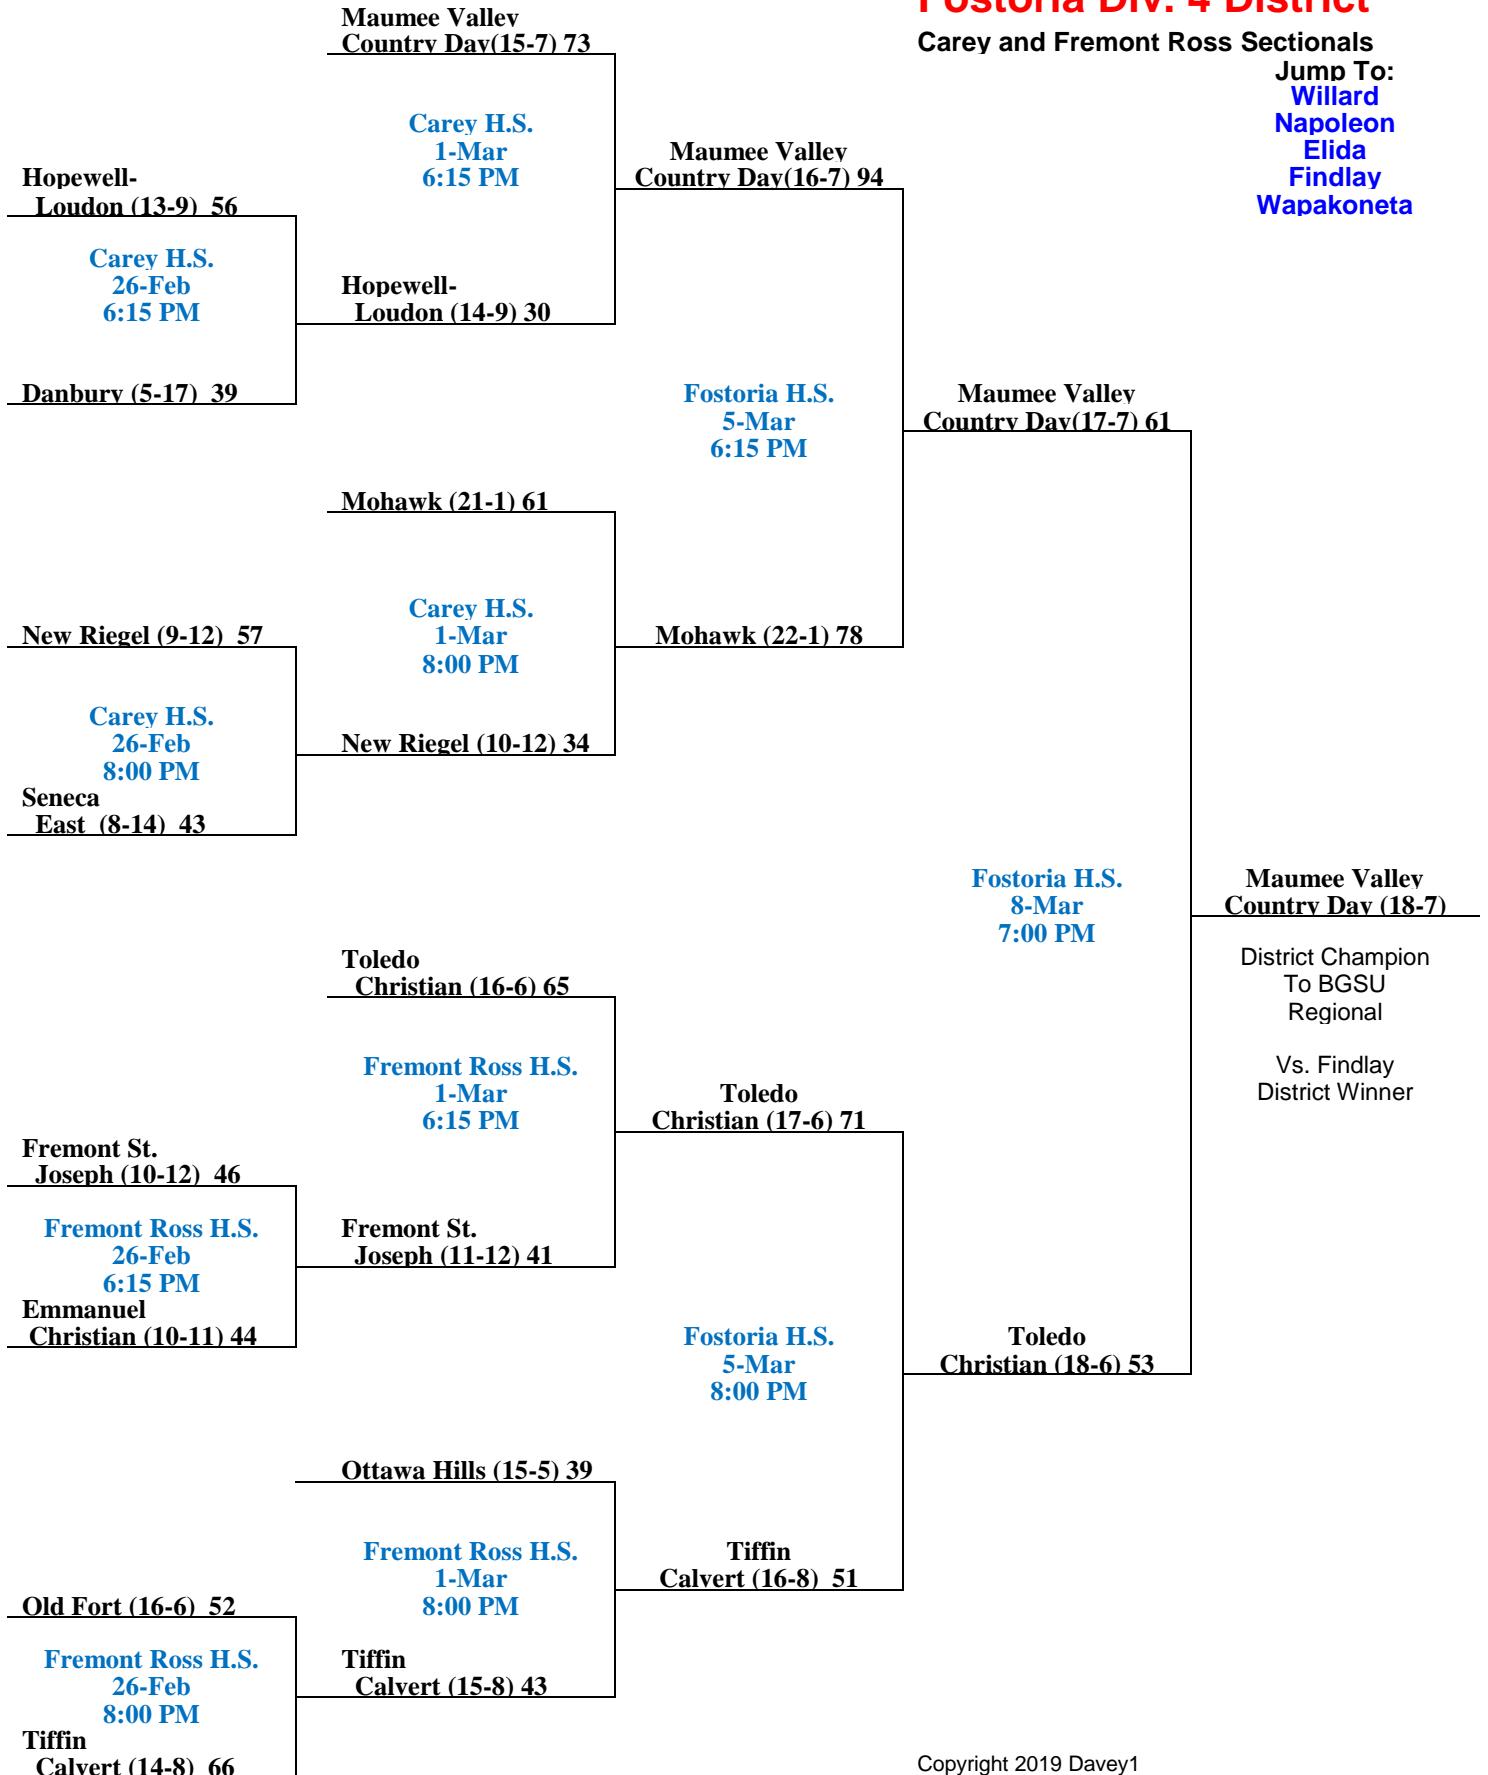 Fostoria Div. 4 District
Carey and Fremont Ross Sectionals
Jump To:
Willard
Napoleon
Elida
Findlay
Wapakoneta
Maumee Valley
Country Day(15-7) 73
Carey H.S.
1-Mar
6:15 PM
Maumee Valley
Country Day(16-7) 94
Hopewell-
Loudon (13-9)  56
Carey H.S.
26-Feb
6:15 PM
Hopewell-
Loudon (14-9) 30
Danbury (5-17)  39
Fostoria H.S.
5-Mar
6:15 PM
Maumee Valley
Country Day(17-7) 61
Mohawk (21-1) 61
Carey H.S.
1-Mar
8:00 PM
New Riegel (9-12)  57
Mohawk (22-1) 78
Carey H.S.
26-Feb
8:00 PM
New Riegel (10-12) 34
Seneca
East  (8-14)  43
Fostoria H.S.
8-Mar
7:00 PM
Maumee Valley
Country Day (18-7)
District Champion
To BGSU
Regional
Vs. Findlay
District Winner
Toledo
Christian (16-6) 65
Fremont Ross H.S.
1-Mar
6:15 PM
Toledo
Christian (17-6) 71
Fremont St.
Joseph (10-12)  46
Fremont Ross H.S.
26-Feb
6:15 PM
Fremont St.
Joseph (11-12) 41
Emmanuel
Christian (10-11) 44
Fostoria H.S.
5-Mar
8:00 PM
Toledo
Christian (18-6) 53
Ottawa Hills (15-5) 39
Fremont Ross H.S.
1-Mar
8:00 PM
Tiffin
Calvert (16-8)  51
Old Fort (16-6)  52
Fremont Ross H.S.
26-Feb
8:00 PM
Tiffin
Calvert (15-8) 43
Tiffin
Calvert (14-8)  66
Copyright 2019 Davey1